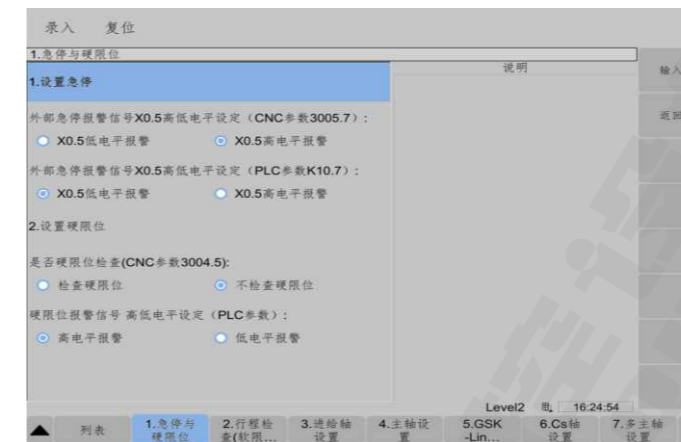 录入 复位
1.急停与硬限位
说明
输入
1.设置急停
返回
外部急停报警信号X0.5高低电平设定（CNC参数3005.7）:
X0.5低电平报警 X0.5高电平报警
外部急停报警信号X0.5高低电平设定（PLC参数K10.7）:
X0.5低电平报警 X0.5高电平报警
2.设置硬限位
是否硬限位检查(CNC参数3004.5):
检查硬限位 不检查硬限位
硬限位报警信号 高低电平设定（PLC参数）:
高电平报警 低电平报警
Level2 16:24:54
列表 1.急停与硬限位 2.行程检查(软限... 3.进给轴设置 4.主轴设置 5.GSK-Lin... 6.Cs轴设置 7.多主轴设置